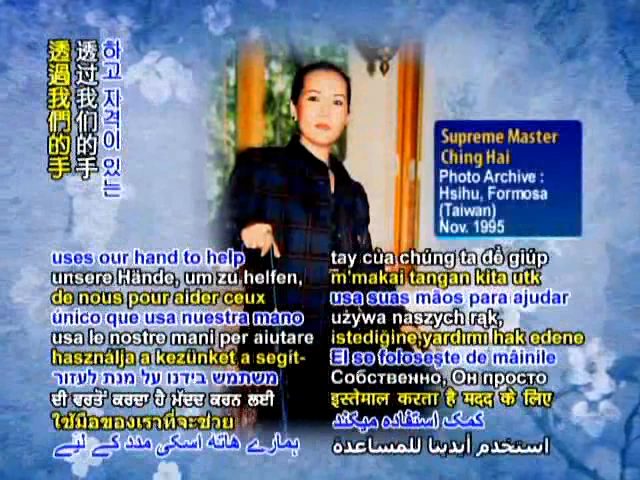 하고 자격이 있는
透过我们的手
透過我們的手
Supreme Master
Ching Hai
Photo Archive :
Hsihu, Formosa
(Taiwan)
Nov. 1995
uses our hand to help
unsere Hände, um zu helfen,
de nous pour aider ceux
único que usa nuestra mano
usa le nostre mani per aiutare
használja a kezünket a segít-
משתמש בידנו על מנת לעזור
ਦੀ ਵਰਤੋਂ ਕਰਦਾ ਹੈ ਮੱਦਦ ਕਰਨ ਲਈ
ใช้มือของเราที่จะช่วย
ہمارے ہاتھ اسکی مدد کے لیئے
tay của chúng ta để giúp
m'makai tangan kita utk
usa suas mãos para ajudar
używa naszych rąk,
istediğine,yardımı hak edene
El se folosește de mâinile
Собственно, Он просто
इस्तेमाल करता है मदद के लिए
کمک استفاده میکند
استخدم أيدينا للمساعدة